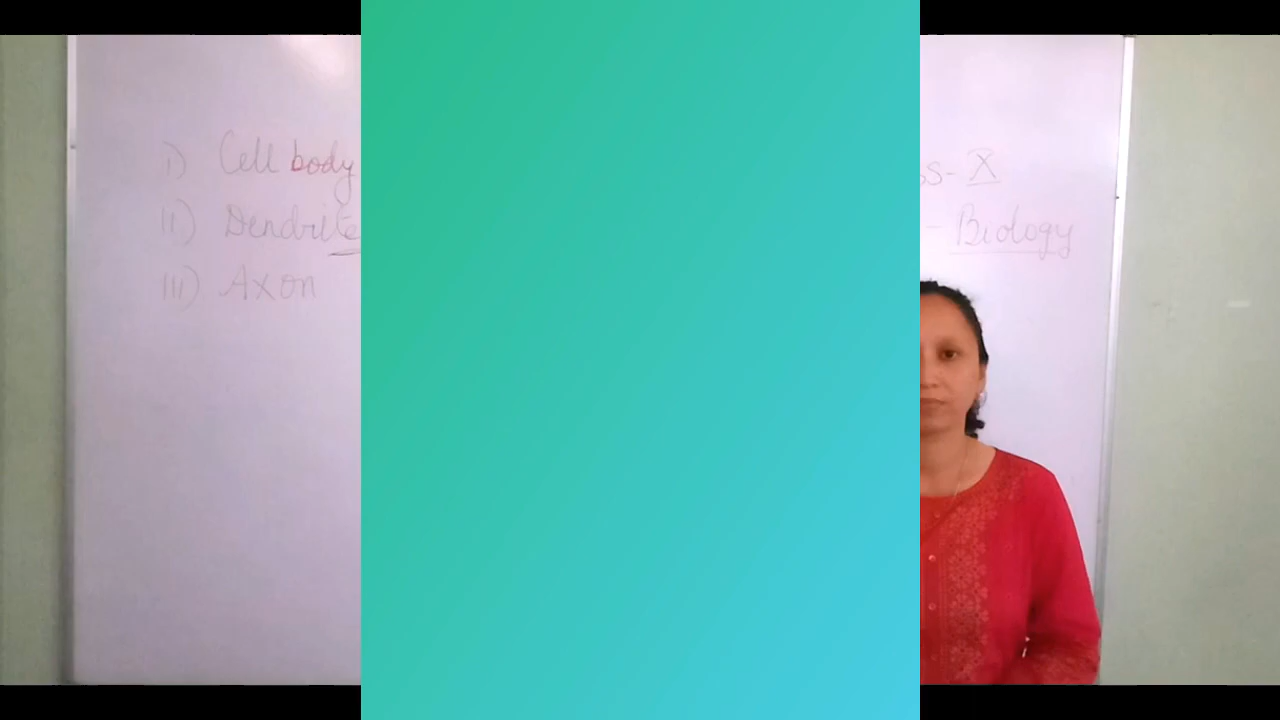 i) Cell body
ii) Dendrite
iii) Axon
ss- X
- Biology